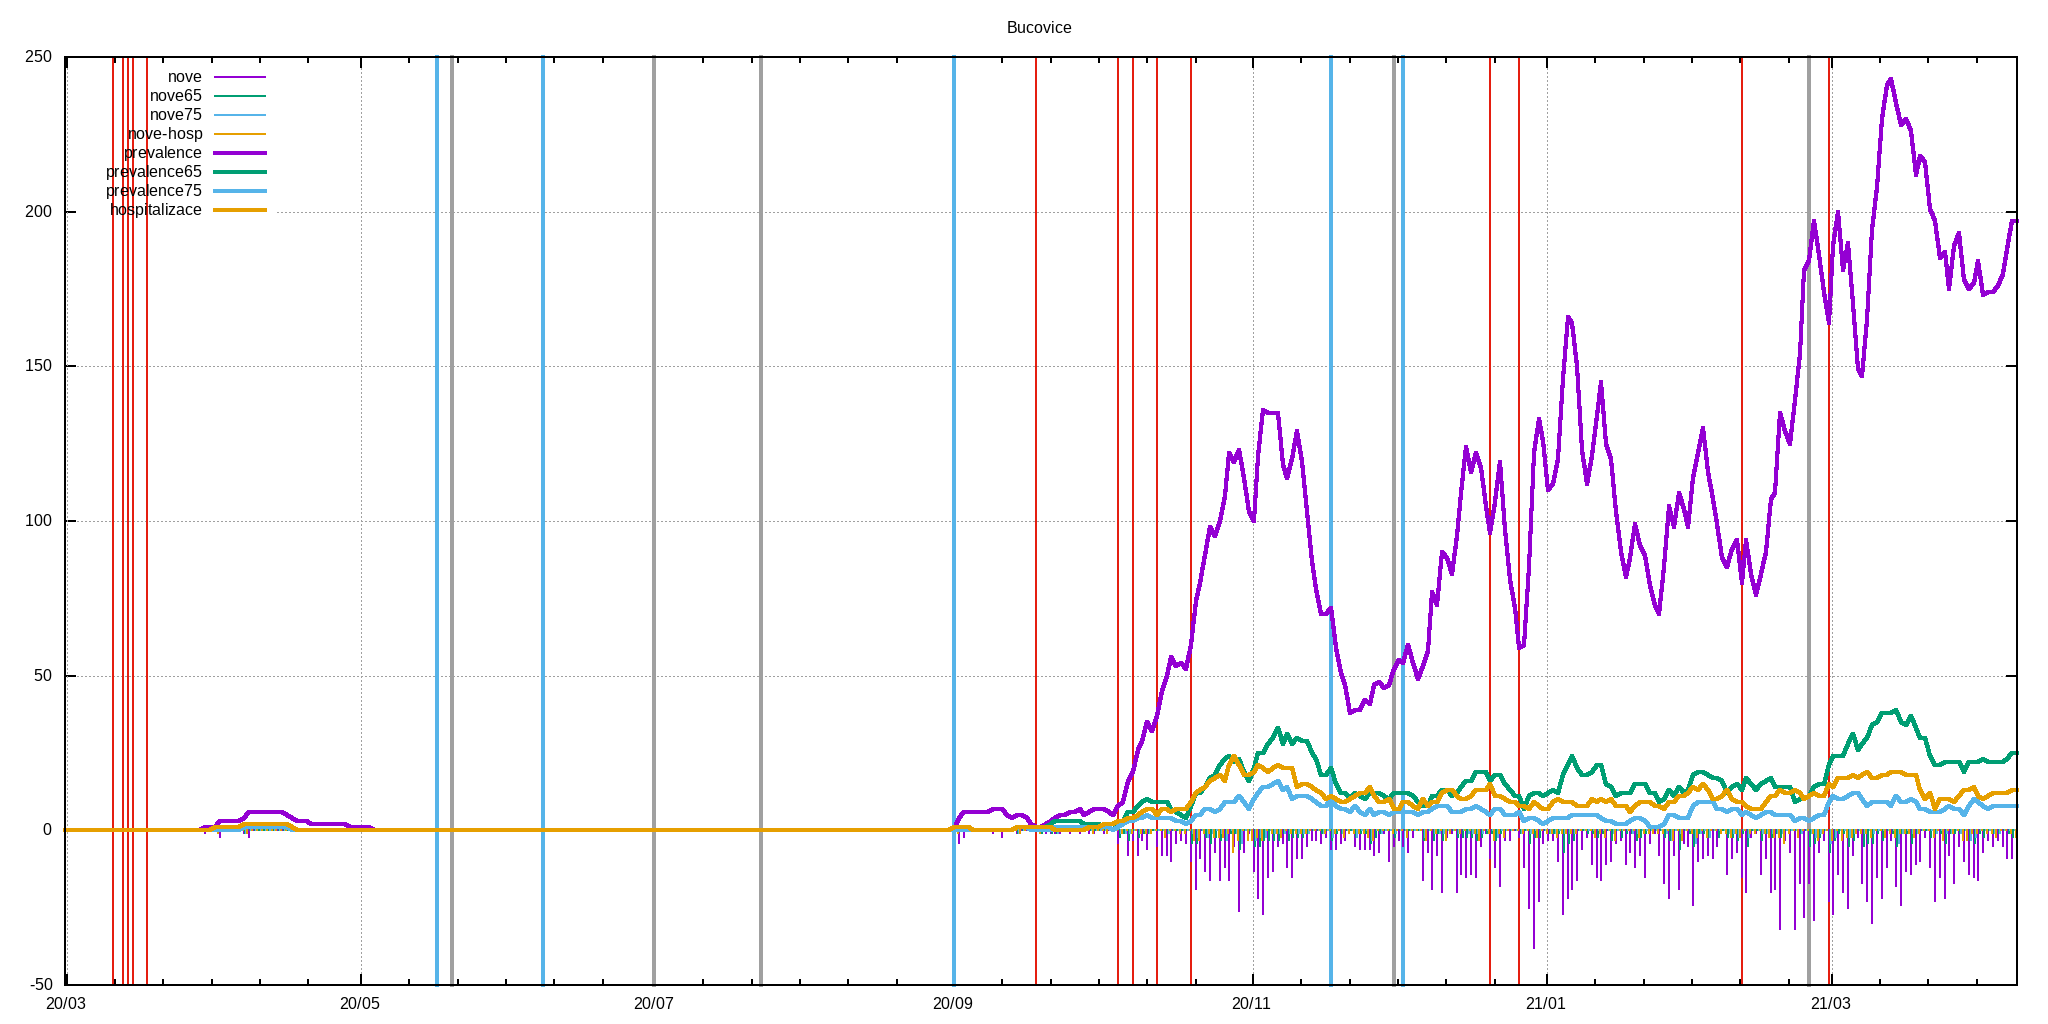 Bucovice
250
200
150
100
50
0
-50
nove
nove65
nove75
nove-hosp
prevalence
prevalence65
prevalence75
hospitalizace
20/03 20/05 20/07 20/09 20/11 21/01 21/03